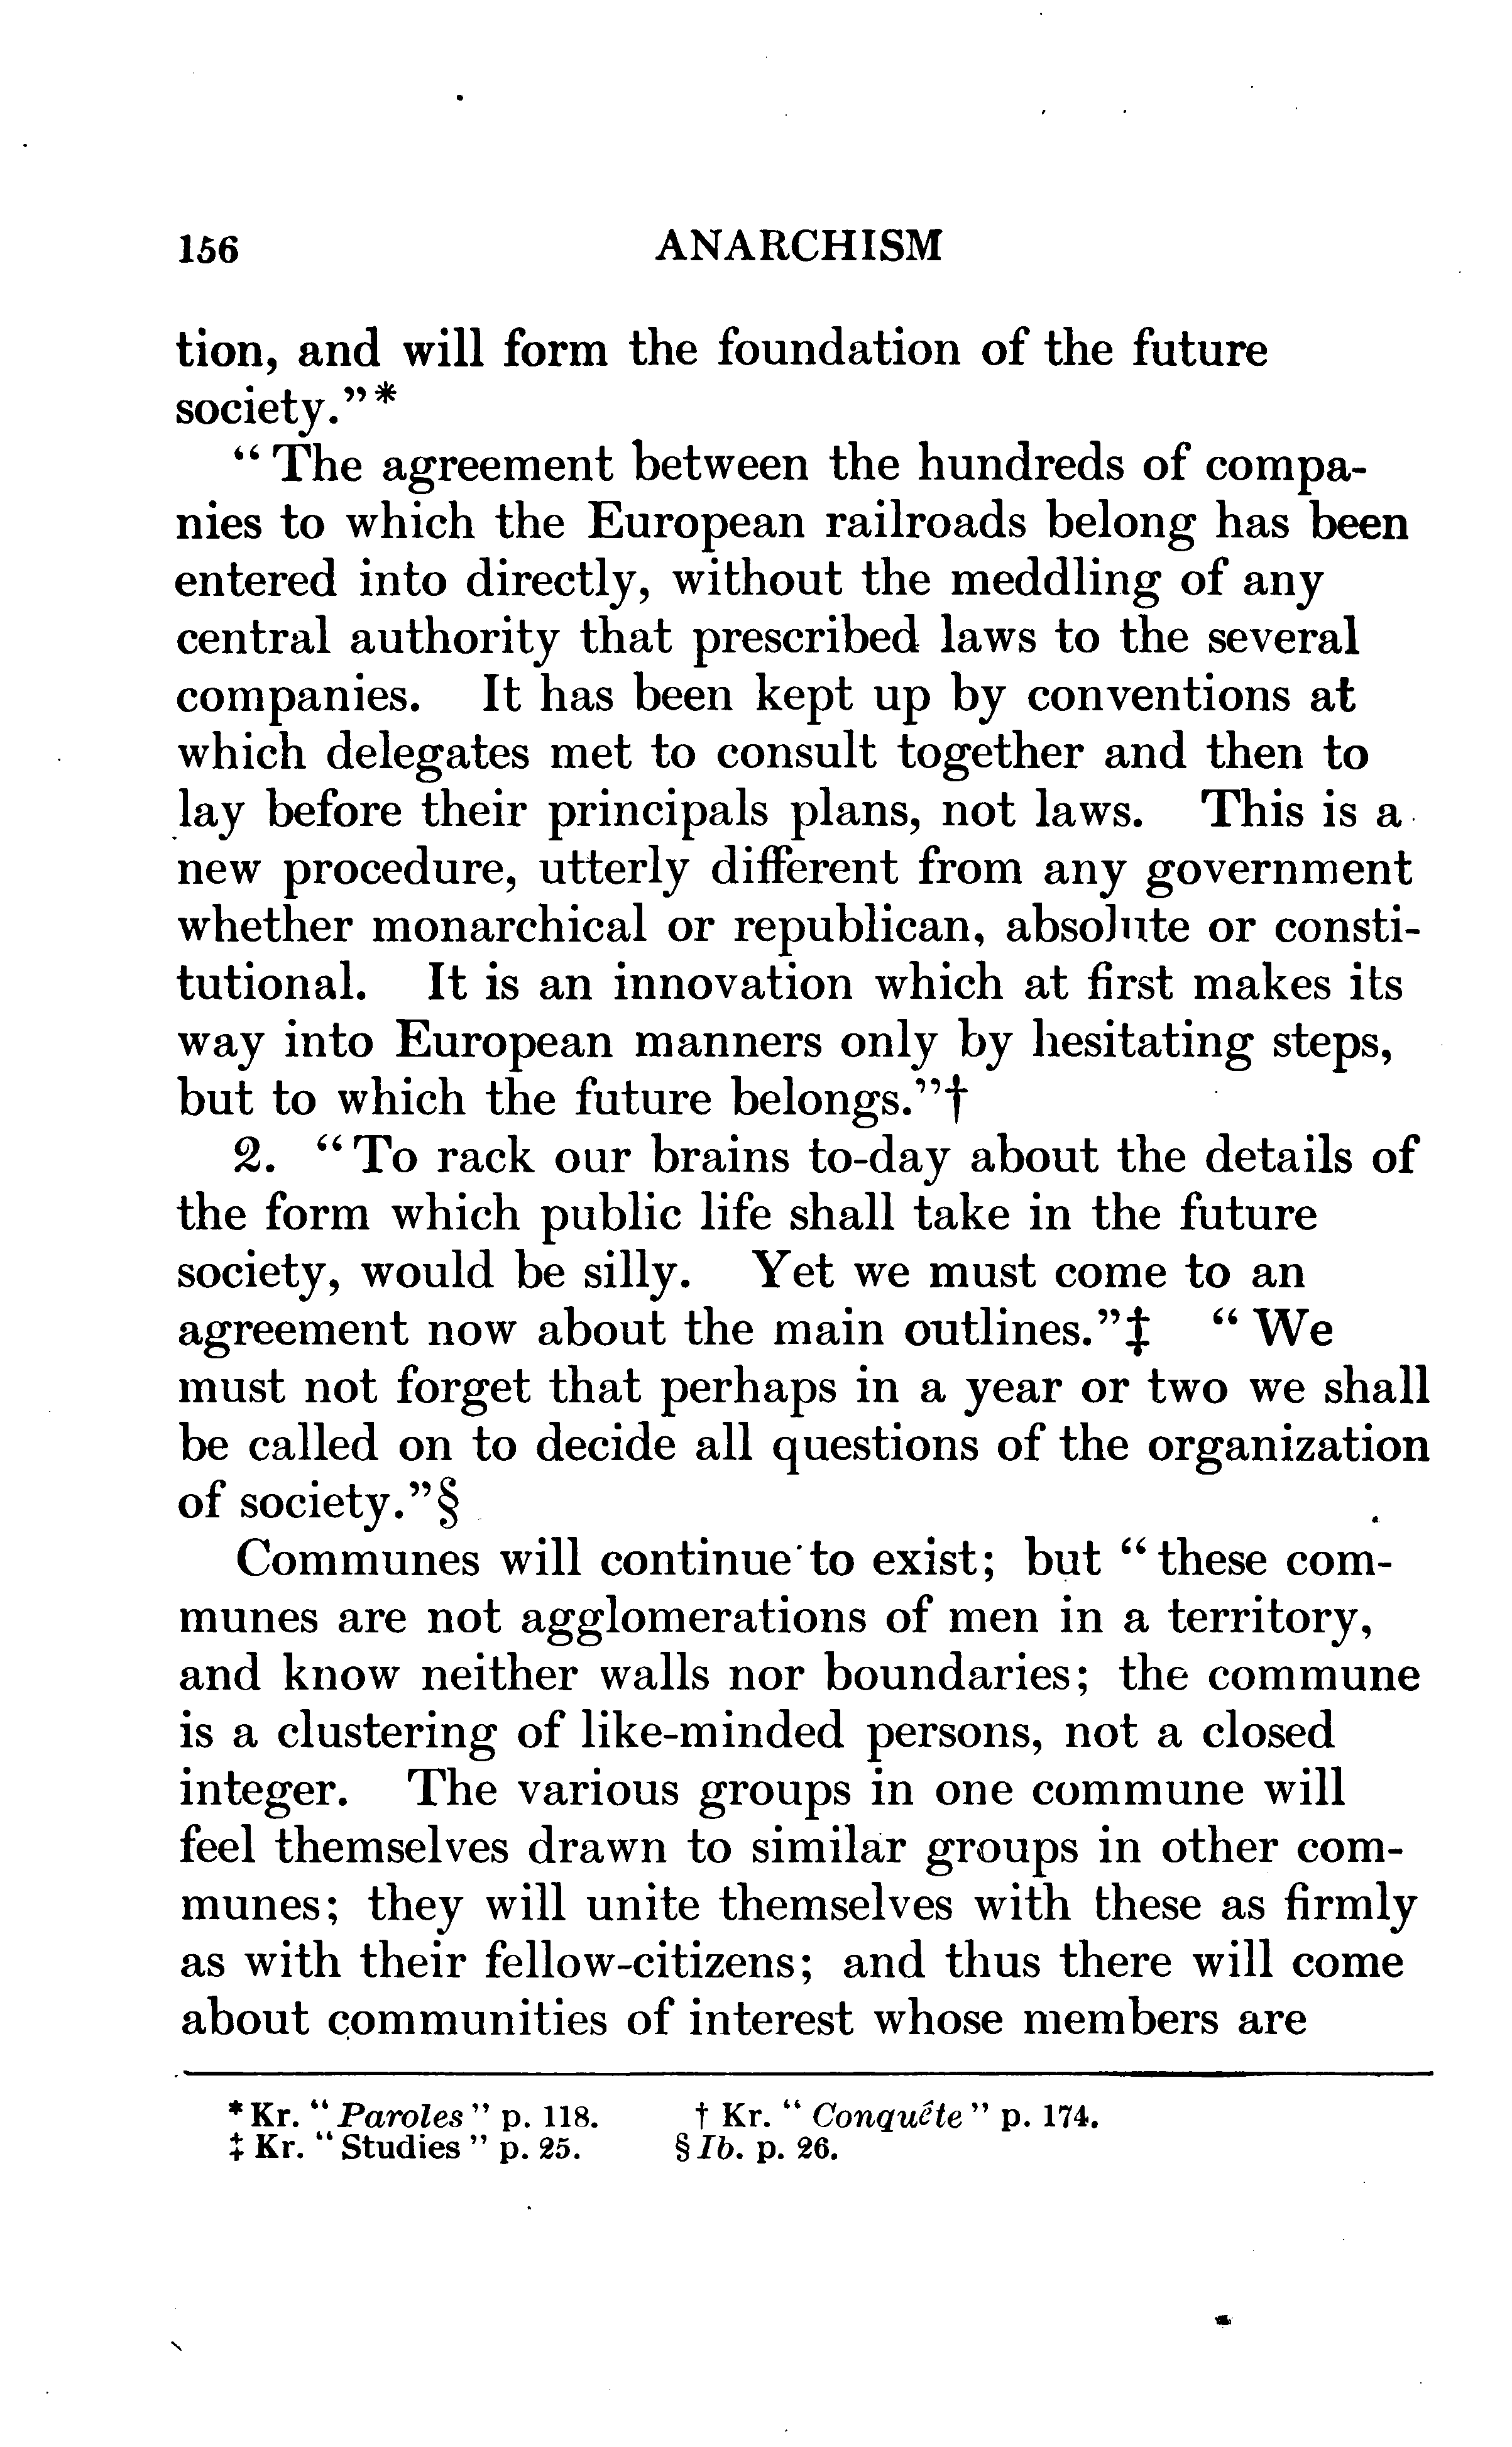 156 ANARCHISM
tion, and will form the foundation of the future
society."*
" The agreement between the hundreds of compa-
nies to which the European railroads belong has been
entered into directly, without the meddling of any
central authority that prescribed laws to the several
companies. It has been kept up by conventions at
which delegates met to consult together and then to
lay before their principals plans, not laws. This is a
new procedure, utterly different from any government
whether monarchical or republican, absolute or consti-
tutional. It is an innovation which at first makes its
way into European manners only by hesitating steps,
but to which the future belongs."†
2. "To rack our brains to-day about the details of
the form which public life shall take in the future
society, would be silly. Yet we must come to an
agreement now about the main outlines."‡ " We
must not forget that perhaps in a year or two we shall
be called on to decide all questions of the organization
of society."§
Communes will continue to exist; but " these com-
munes are not agglomerations of men in a territory,
and know neither walls nor boundaries; the commune
is a clustering of like-minded persons, not a closed
integer. The various groups in one commune will
feel themselves drawn to similar groups in other com-
munes; they will unite themselves with these as firmly
as with their fellow-citizens; and thus there will come
about communities of interest whose members are
* Kr. " Paroles " p. 118. † Kr. " Conquête " p. 174.
‡ Kr. " Studies " p. 25. § Ib. p. 26.